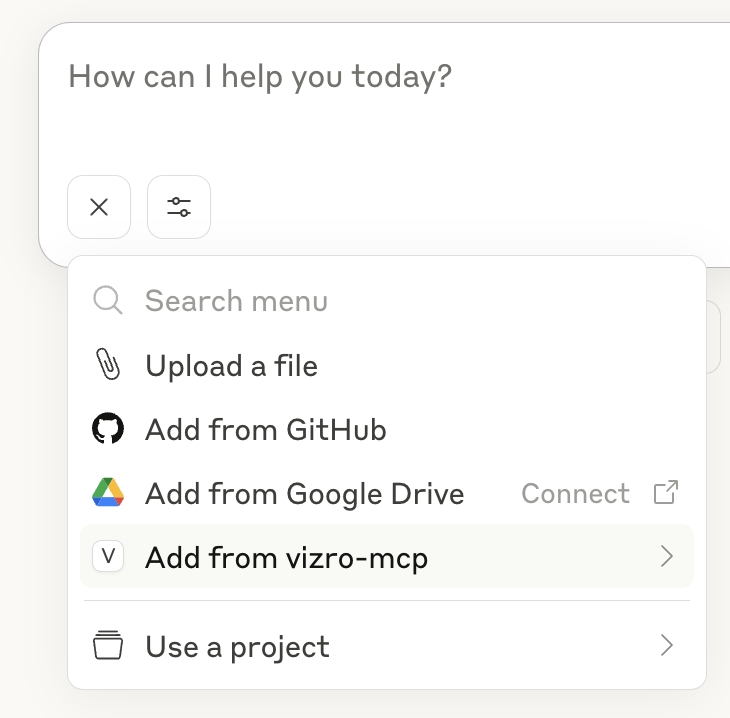 How can I help you today?
Search menu
Upload a file
Add from GitHub
Add from Google Drive Connect
V Add from vizro-mcp
Use a project